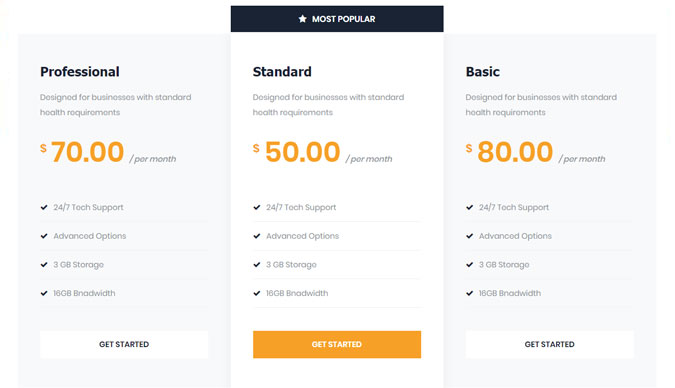 MOST POPULAR
Professional
Designed for businesses with standard
health requirements
$ 70.00 / per month
24/7 Tech Support
Advanced Options
3 GB Storage
16GB Bnadwidth
GET STARTED
Standard
Designed for businesses with standard
health requirements
$ 50.00 / per month
24/7 Tech Support
Advanced Options
3 GB Storage
16GB Bnadwidth
GET STARTED
Basic
Designed for businesses with standard
health requirements
$ 80.00 / per month
24/7 Tech Support
Advanced Options
3 GB Storage
16GB Bnadwidth
GET STARTED